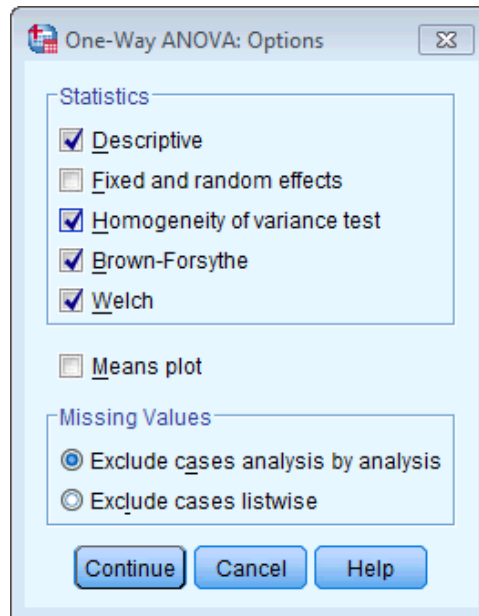 One-Way ANOVA: Options
Statistics
Descriptive
Fixed and random effects
Homogeneity of variance test
Brown-Forsythe
Welch
Means plot
Missing Values
Exclude cases analysis by analysis
Exclude cases listwise
Continue Cancel Help